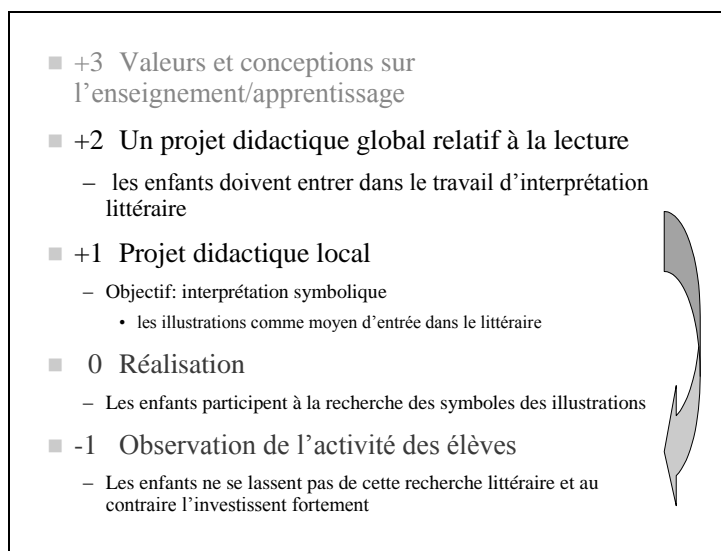 +3 Valeurs et conceptions sur
l’enseignement/apprentissage
+2 Un projet didactique global relatif à la lecture
– les enfants doivent entrer dans le travail d’interprétation
littéraire
+1 Projet didactique local
– Objectif: interprétation symbolique
• les illustrations comme moyen d’entrée dans le littéraire
0 Réalisation
– Les enfants participent à la recherche des symboles des illustrations
-1 Observation de l’activité des élèves
– Les enfants ne se lassent pas de cette recherche littéraire et au
contraire l’investissent fortement